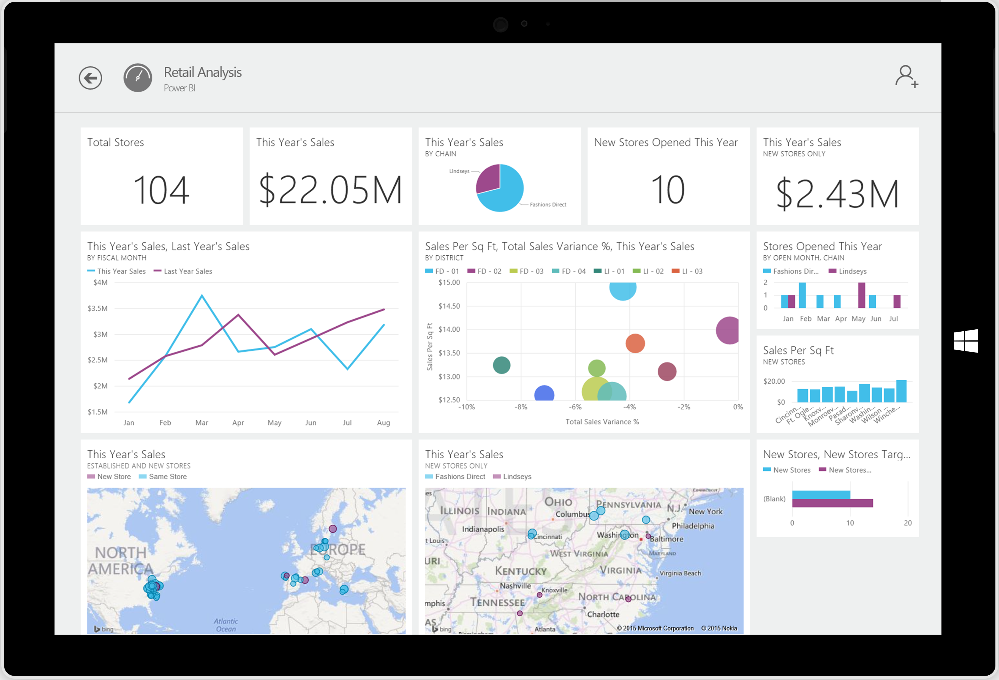 Retail Analysis
Power BI
Total Stores
104
This Year's Sales
$22.05M
This Year's Sales
BY CHAIN
Lindseys
Fashions Direct
New Stores Opened This Year
10
This Year's Sales
NEW STORES ONLY
$2.43M
This Year's Sales, Last Year's Sales
BY FISCAL MONTH
This Year Sales Last Year Sales
$4M
$3.5M
$3M
$2.5M
$2M
$1.5M
Jan Feb Mar Apr May Jun Jul Aug
Sales Per Sq Ft, Total Sales Variance %, This Year's Sales
BY DISTRICT
FD - 01 FD - 02 FD - 03 FD - 04 LI - 01 LI - 02 LI - 03
Sales Per Sq Ft
$15.00
$14.50
$14.00
$13.50
$13.00
$12.50
-10% -8% -6% -4% -2% 0%
Total Sales Variance %
Stores Opened This Year
BY OPEN MONTH, CHAIN
Fashions Dir... Lindseys
2
1
0
Jan Feb Mar Apr May Jun Jul
Sales Per Sq Ft
NEW STORES
$20.00
$0
Cincinn... Ft. Ogle... Knoxv... Monroev... Pasad... Sharonv... Washin... Wilson ... Winche...
This Year's Sales
ESTABLISHED AND NEW STORES
New Store Same Store
NORTH
AMERICA
EUROPE
Atlantic
Ocean
bing
This Year's Sales
NEW STORES ONLY
Fashions Direct Lindseys
es
CONNECTICUT
OHIO
PENNSYLVANIA
ILLINOIS INDIANA
N.J.
New York
Columbus
Indianapolis
Philadelphia
t Louis
Cincinnati
Washington
Baltimore
WEST VIRGINIA
MARYLAND
URI
KENTUCKY
VIRGINIA
Virginia Beach
Nashville
Knoxville
NORTH CAROLINA
mphis
TENNESSEE
Charlotte
AS
bing
Atlanta
© 2015 Microsoft Corporation © 2015 Nokia
New Stores, New Stores Targ...
New Stores New Stores...
(Blank)
0 10 20